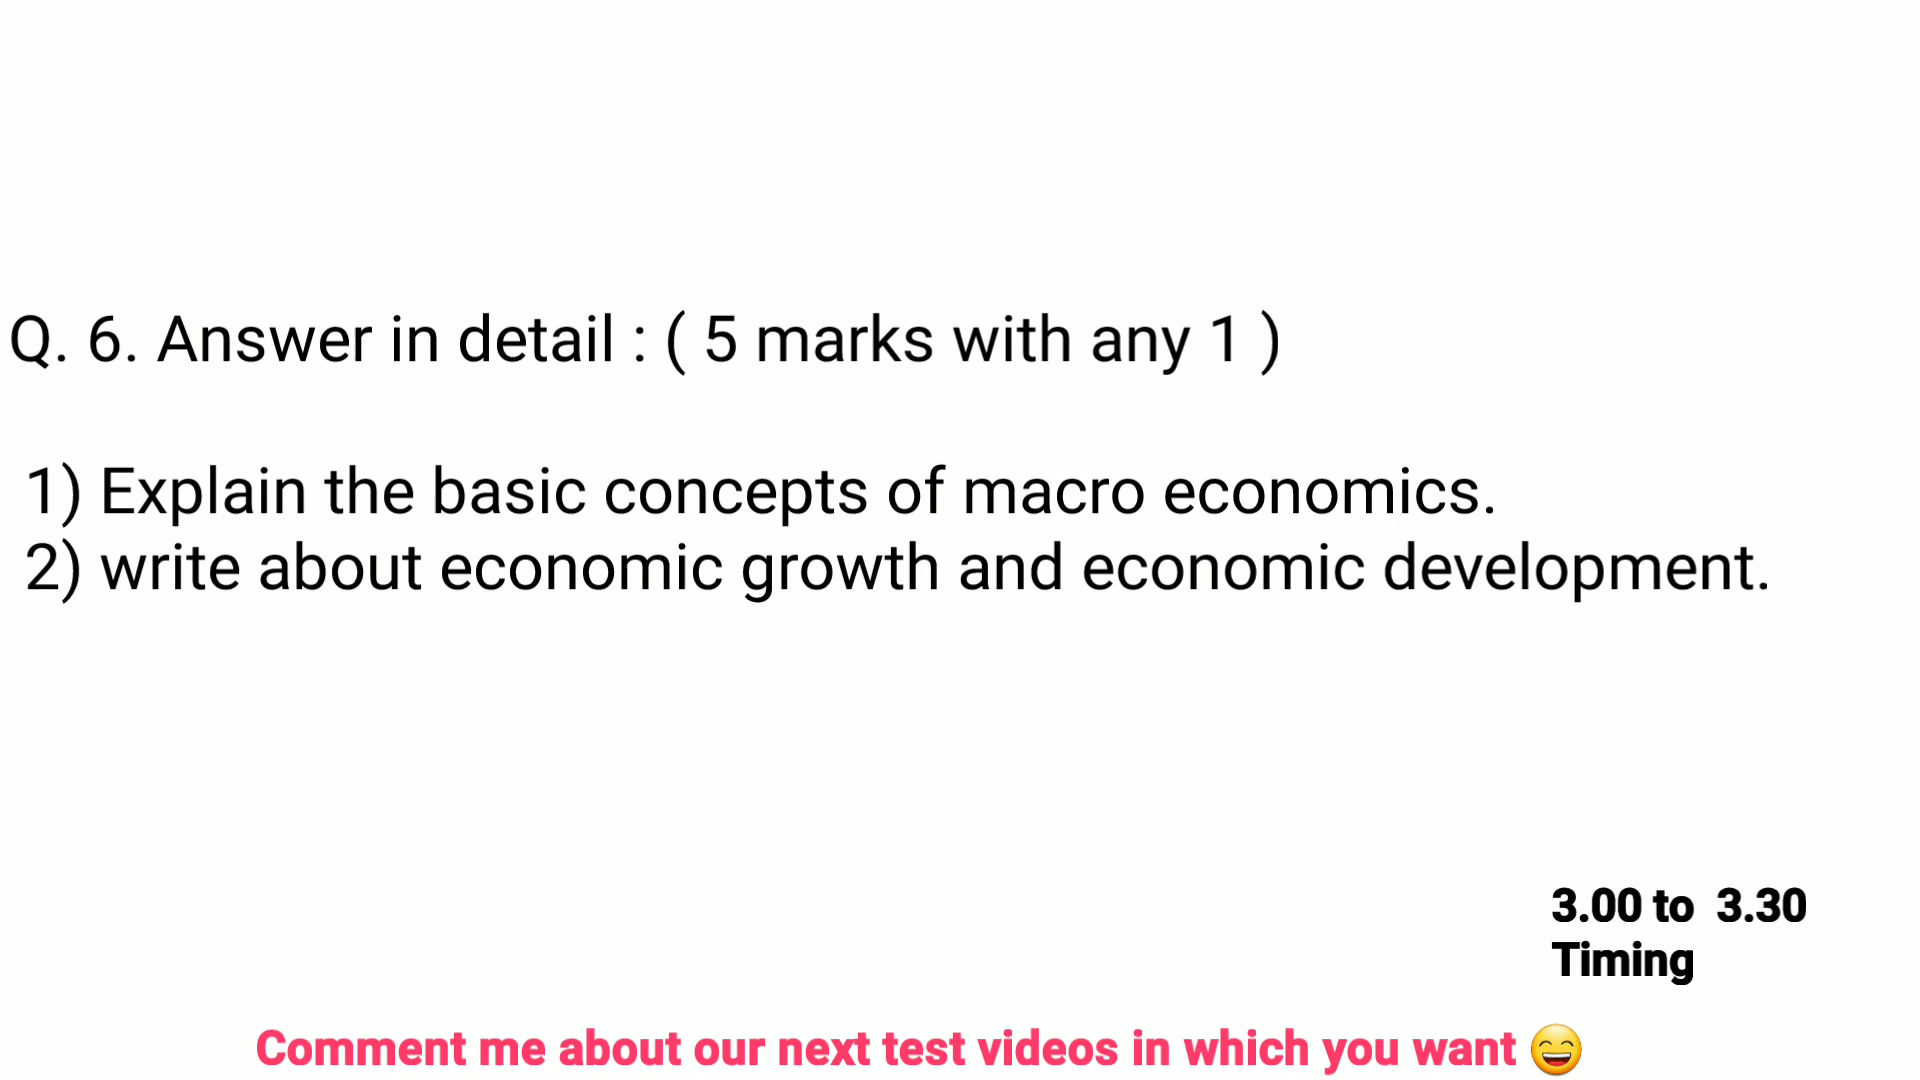 Q. 6. Answer in detail : ( 5 marks with any 1 )
1) Explain the basic concepts of macro economics.
2) write about economic growth and economic development.
3.00 to 3.30
Timing
Comment me about our next test videos in which you want 😄